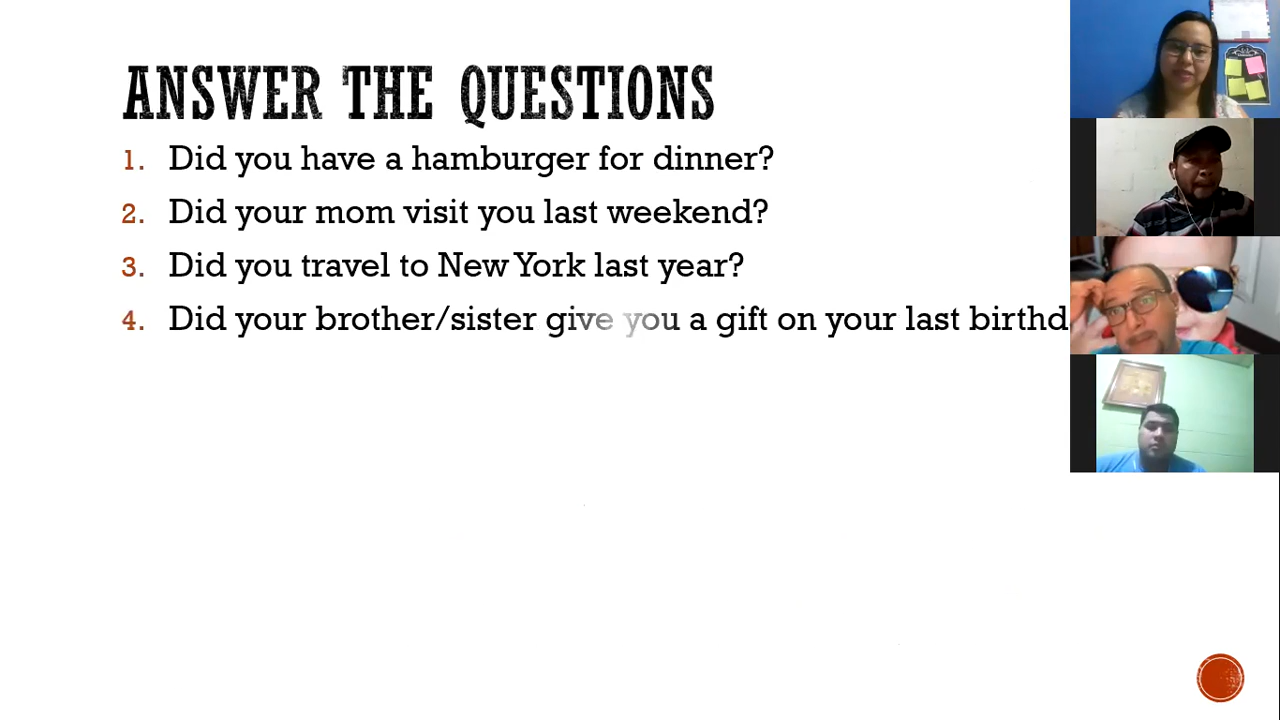 ANSWER THE QUESTIONS
1. Did you have a hamburger for dinner?
2. Did your mom visit you last weekend?
3. Did you travel to New York last year?
4. Did your brother/sister give you a gift on your last birthd